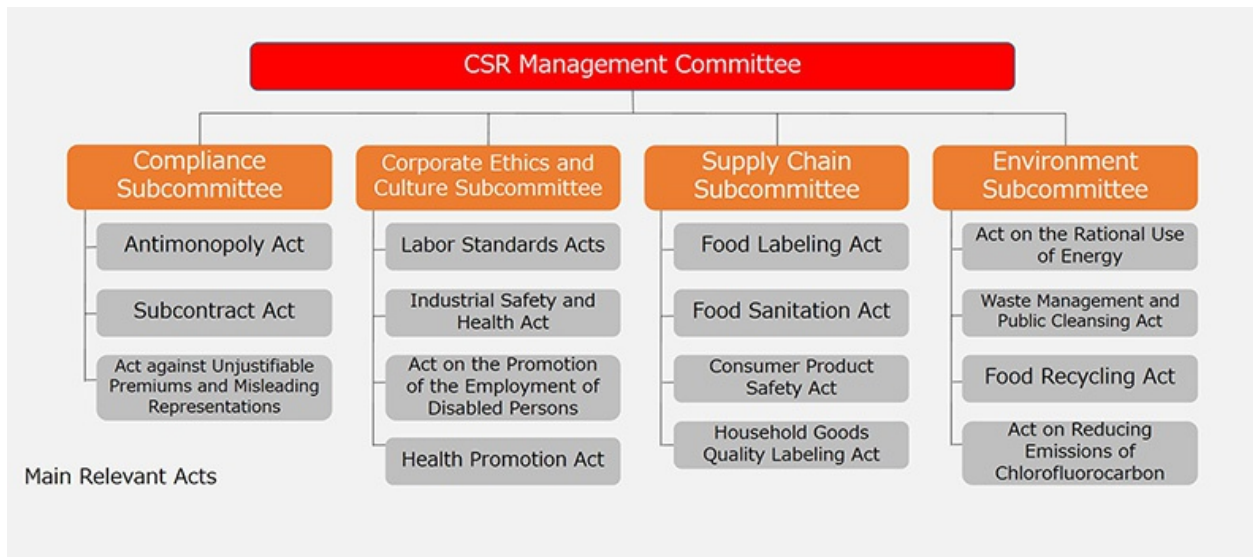 CSR Management Committee
Compliance
Subcommittee
Antimonopoly Act
Subcontract Act
Act against Unjustifiable
Premiums and Misleading
Representations
Corporate Ethics and
Culture Subcommittee
Labor Standards Acts
Industrial Safety and
Health Act
Act on the Promotion
of the Employment of
Disabled Persons
Health Promotion Act
Supply Chain
Subcommittee
Food Labeling Act
Food Sanitation Act
Consumer Product
Safety Act
Household Goods
Quality Labeling Act
Environment
Subcommittee
Act on the Rational Use
of Energy
Waste Management and
Public Cleansing Act
Food Recycling Act
Act on Reducing
Emissions of
Chlorofluorocarbon
Main Relevant Acts